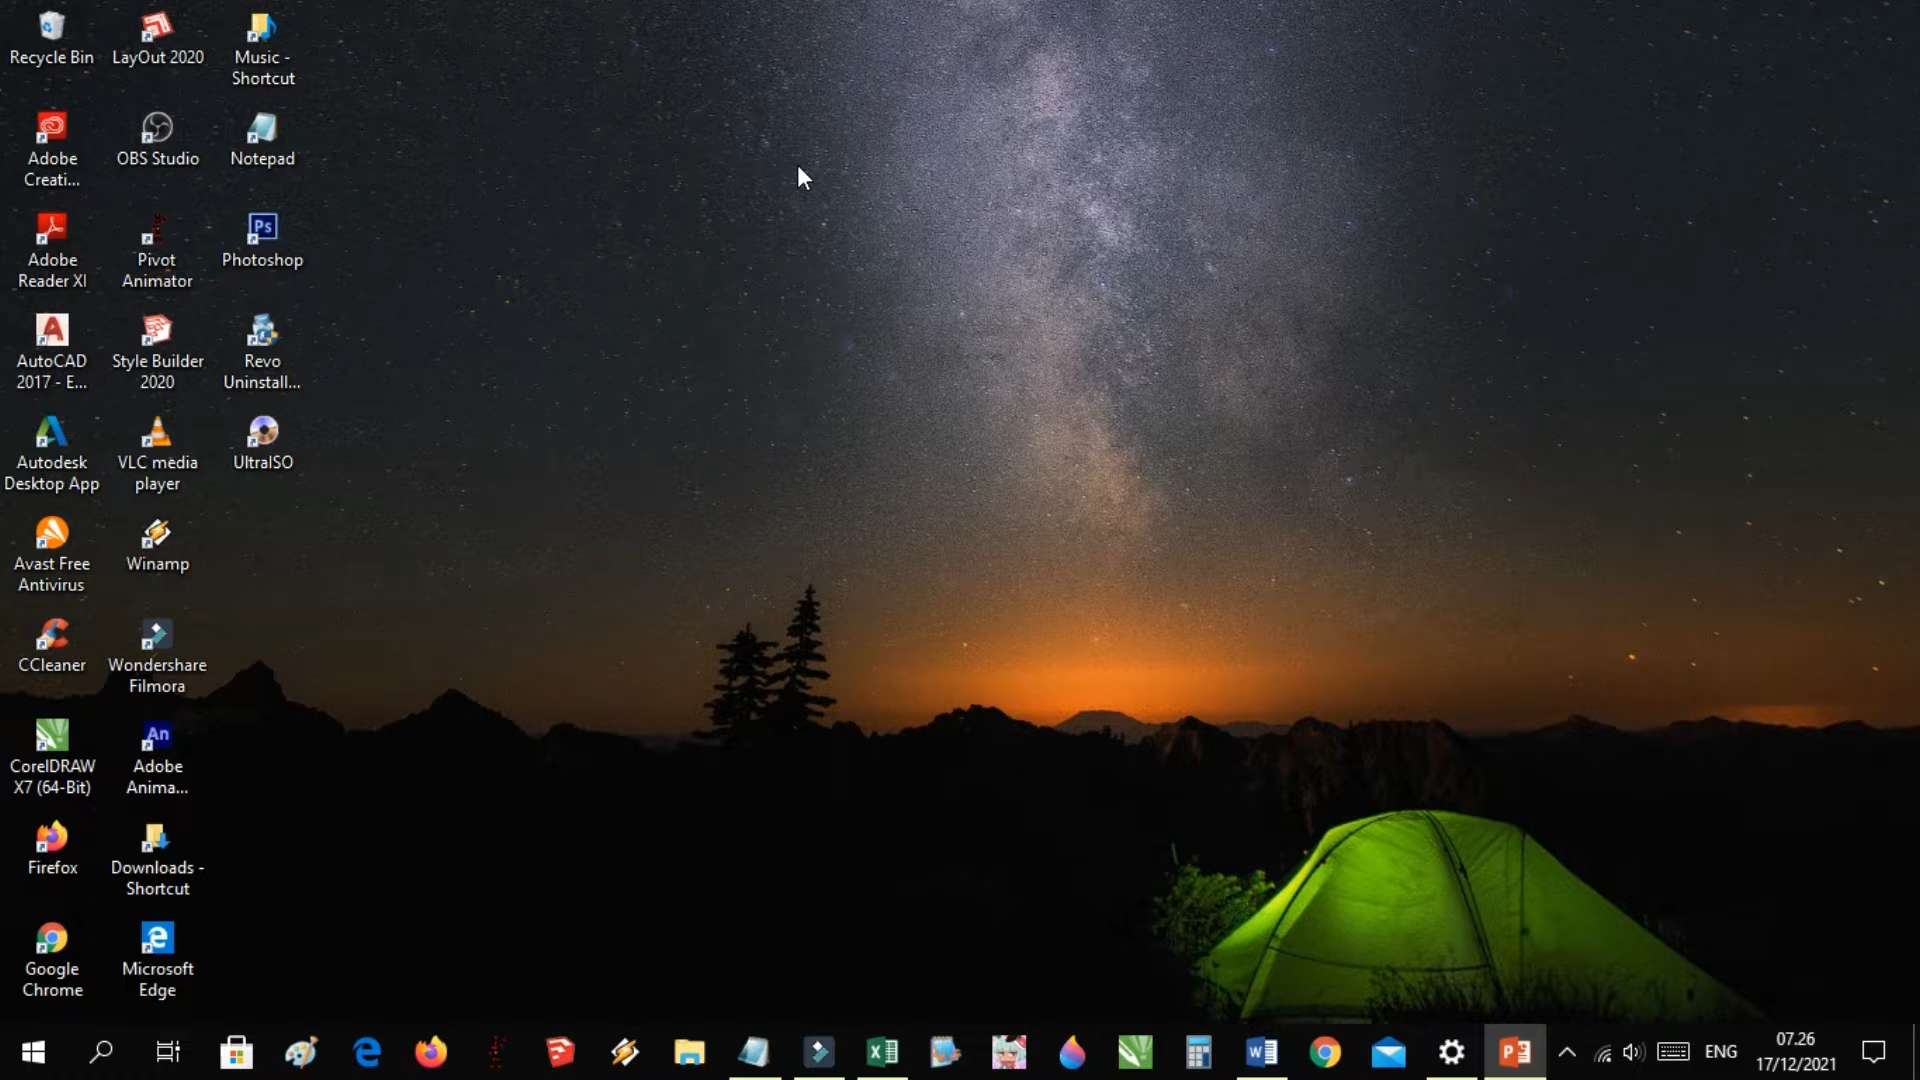 Recycle Bin
LayOut 2020
Music -
Shortcut
Adobe
Creati...
OBS Studio
Notepad
Adobe
Reader XI
Pivot
Animator
Ps
Photoshop
AutoCAD
2017 - E...
Style Builder
2020
Revo
Uninstall...
Autodesk
Desktop App
VLC media
player
UltraISO
Avast Free
Antivirus
Winamp
CCleaner
Wondershare
Filmora
CorelDRAW
X7 (64-Bit)
An
Adobe
Anima...
Firefox
Downloads -
Shortcut
Google
Chrome
Microsoft
Edge
ENG
07.26
17/12/2021